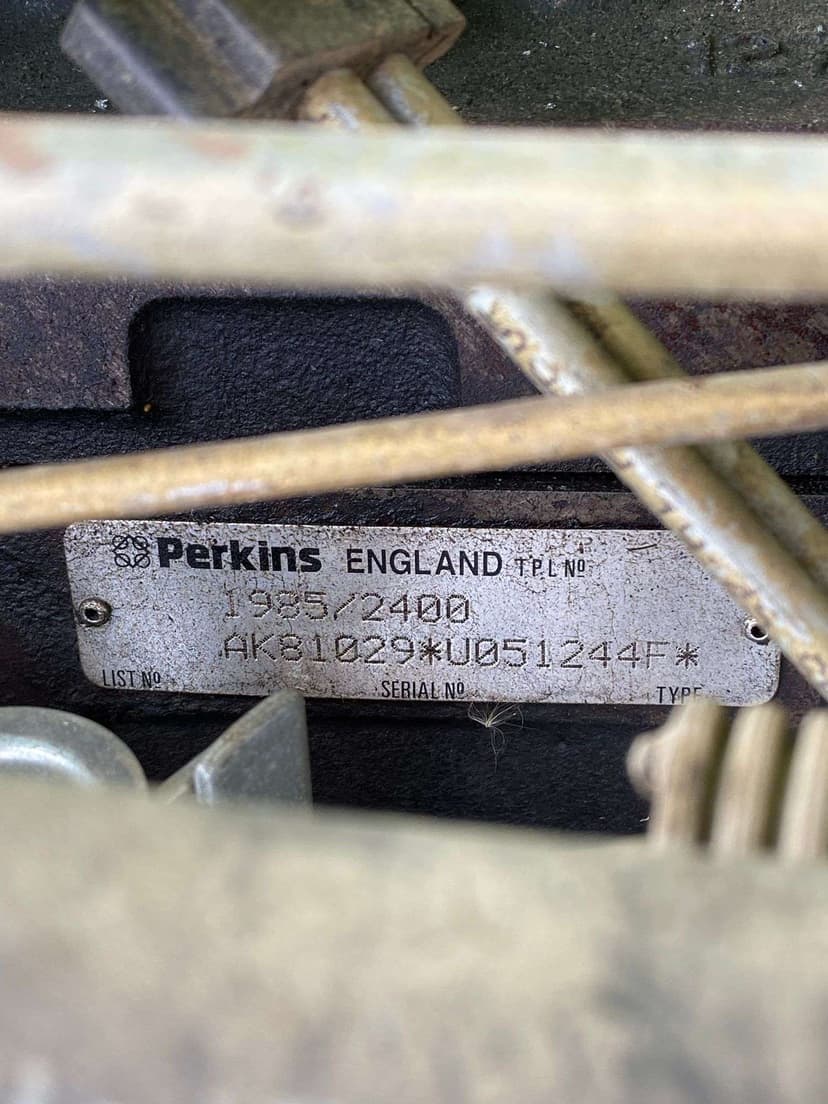 Perkins ENGLAND T.P.L Nº
1985/2400
AK81029*U051244F*
LIST Nº SERIAL Nº TYPE